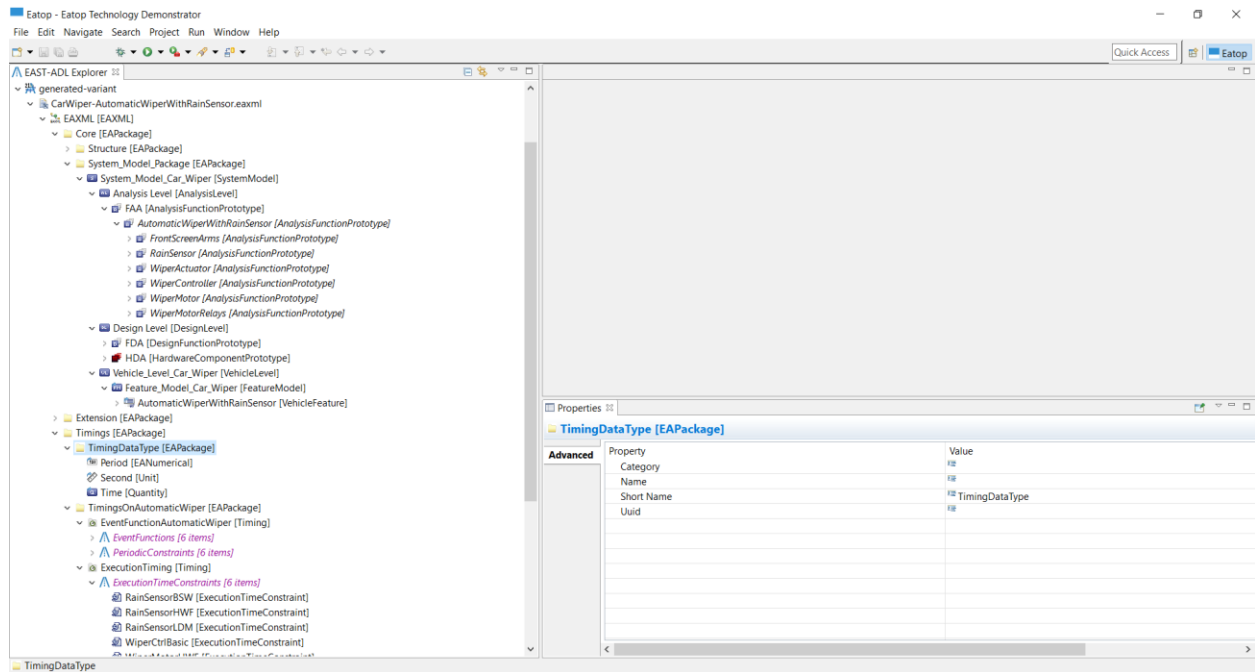 Eatop - Eatop Technology Demonstrator
File Edit Navigate Search Project Run Window Help
Quick Access
Eatop
EAST-ADL Explorer
generated-variant
CarWiper-AutomaticWiperWithRainSensor.eaxml
EAXML [EAXML]
Core [EAPackage]
Structure [EAPackage]
System_Model_Package [EAPackage]
System_Model_Car_Wiper [SystemModel]
Analysis Level [AnalysisLevel]
FAA [AnalysisFunctionPrototype]
AutomaticWiperWithRainSensor [AnalysisFunctionPrototype]
FrontScreenArms [AnalysisFunctionPrototype]
RainSensor [AnalysisFunctionPrototype]
WiperActuator [AnalysisFunctionPrototype]
WiperController [AnalysisFunctionPrototype]
WiperMotor [AnalysisFunctionPrototype]
WiperMotorRelays [AnalysisFunctionPrototype]
Design Level [DesignLevel]
FDA [DesignFunctionPrototype]
HDA [HardwareComponentPrototype]
Vehicle_Level_Car_Wiper [VehicleLevel]
Feature_Model_Car_Wiper [FeatureModel]
AutomaticWiperWithRainSensor [VehicleFeature]
Extension [EAPackage]
Timings [EAPackage]
TimingDataType [EAPackage]
Period [EANumerical]
Second [Unit]
Time [Quantity]
TimingsOnAutomaticWiper [EAPackage]
EventFunctionAutomaticWiper [Timing]
EventFunctions [6 items]
PeriodicConstraints [6 items]
ExecutionTiming [Timing]
ExecutionTimeConstraints [6 items]
RainSensorBSW [ExecutionTimeConstraint]
RainSensorHWF [ExecutionTimeConstraint]
RainSensorLDM [ExecutionTimeConstraint]
WiperCtrlBasic [ExecutionTimeConstraint]
Properties
TimingDataType [EAPackage]
Advanced
Property Value
Category
Name
Short Name TimingDataType
Uuid
TimingDataType